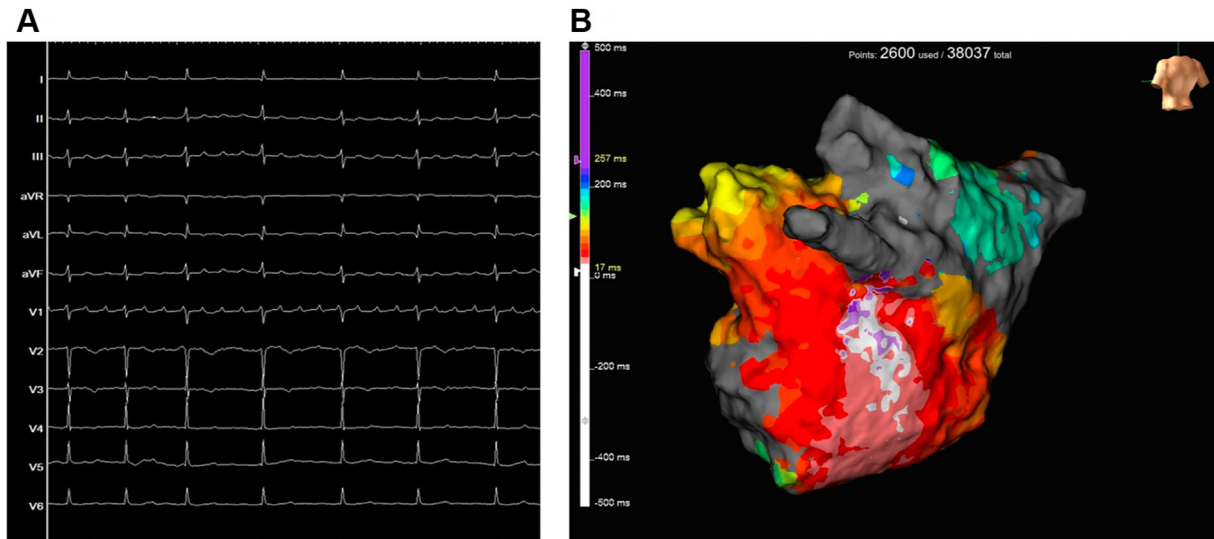 A
B
I
II
III
aVR
aVL
aVF
V1
V2
V3
V4
V5
V6
Points: 2600 used / 38037 total
500 ms
400 ms
257 ms
200 ms
17 ms
0 ms
-200 ms
-400 ms
-500 ms